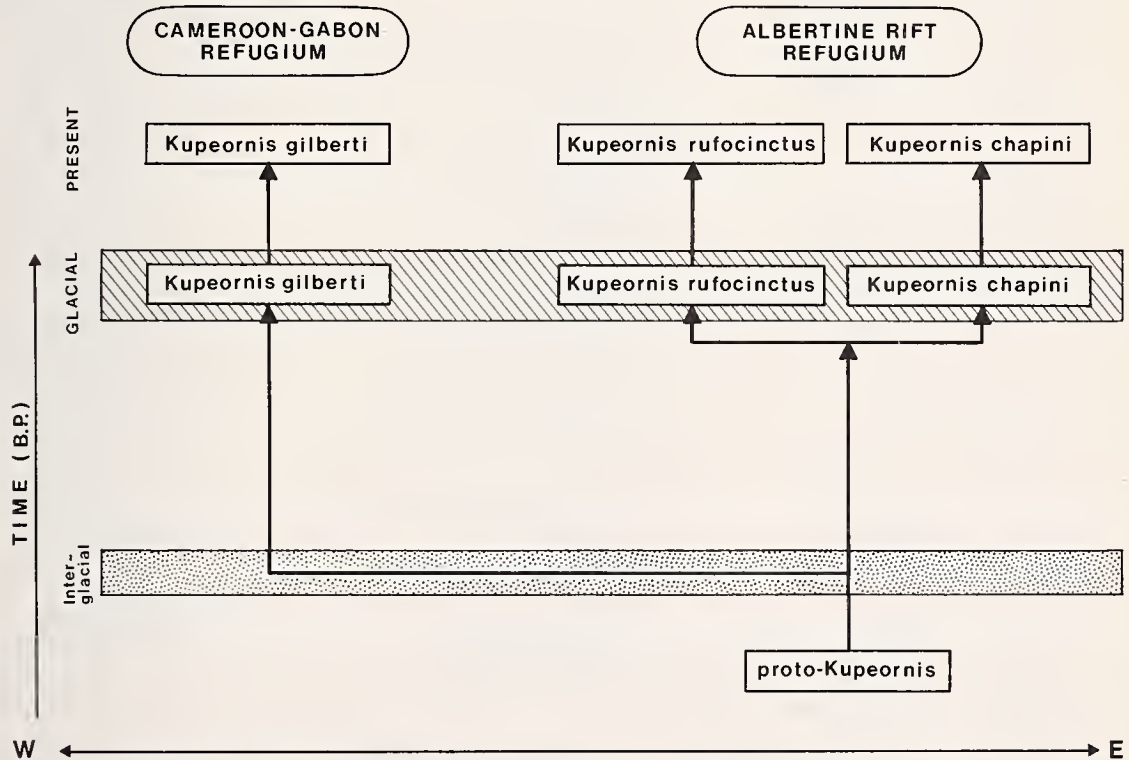 CAMEROON-GABON
REFUGIUM
ALBERTINE RIFT
REFUGIUM
PRESENT
Kupeornis gilberti
Kupeornis rufocinctus
Kupeornis chapini
GLACIAL
Kupeornis gilberti
Kupeornis rufocinctus
Kupeornis chapini
TIME (B.P.)
Inter-
glacial
proto-Kupeornis
W
E